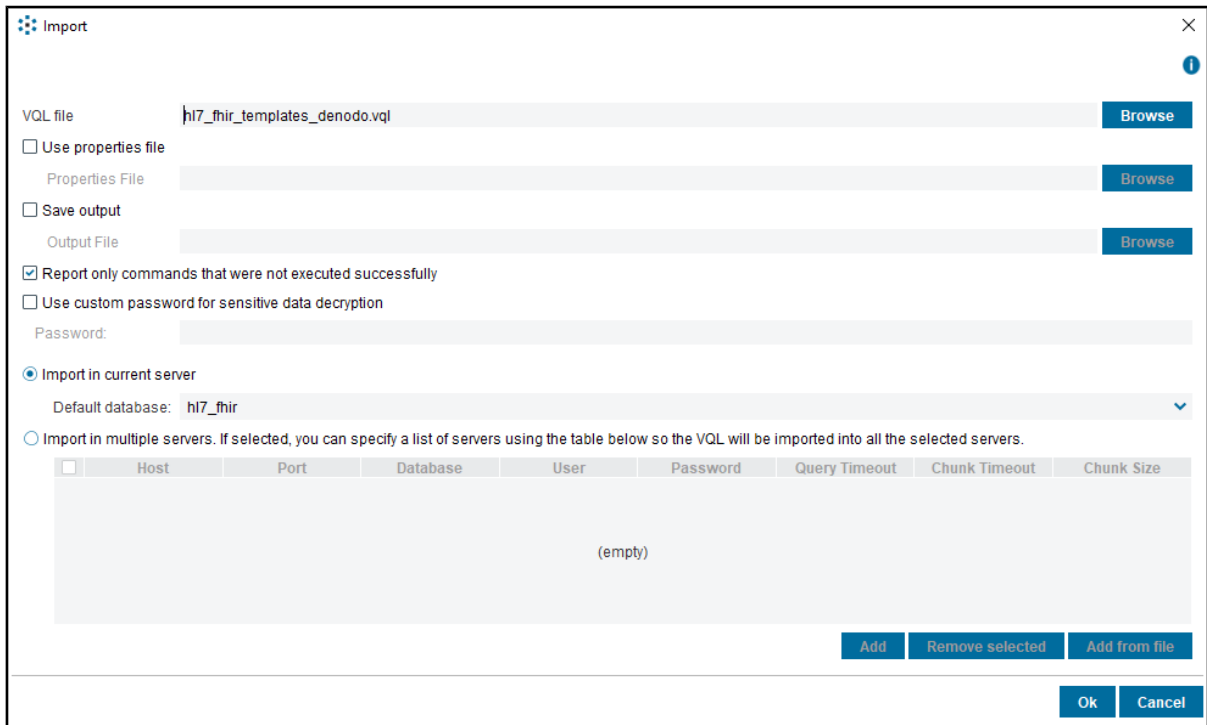 Import
VQL file hl7_fhir_templates_denodo.vql Browse
Use properties file
Properties File Browse
Save output
Output File Browse
Report only commands that were not executed successfully
Use custom password for sensitive data decryption
Password:
Import in current server
Default database: hl7_fhir
Import in multiple servers. If selected, you can specify a list of servers using the table below so the VQL will be imported into all the selected servers.
Host Port Database User Password Query Timeout Chunk Timeout Chunk Size
(empty)
Add Remove selected Add from file
Ok Cancel